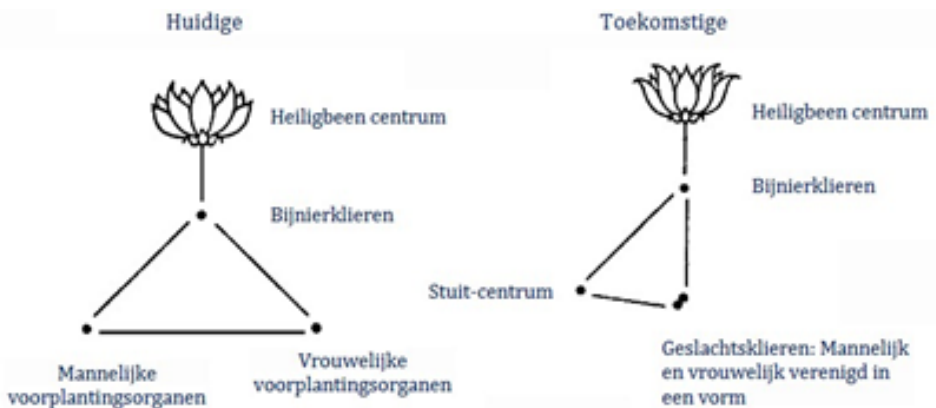 Huidige
Heiligbeen centrum
Bijnierklieren
Mannelijke
voorplantingsorganen
Vrouwelijke
voorplantingsorganen
Toekomstige
Heiligbeen centrum
Bijnierklieren
Stuit-centrum
Geslachtsklieren: Mannelijk
en vrouwelijk verenigd in
een vorm